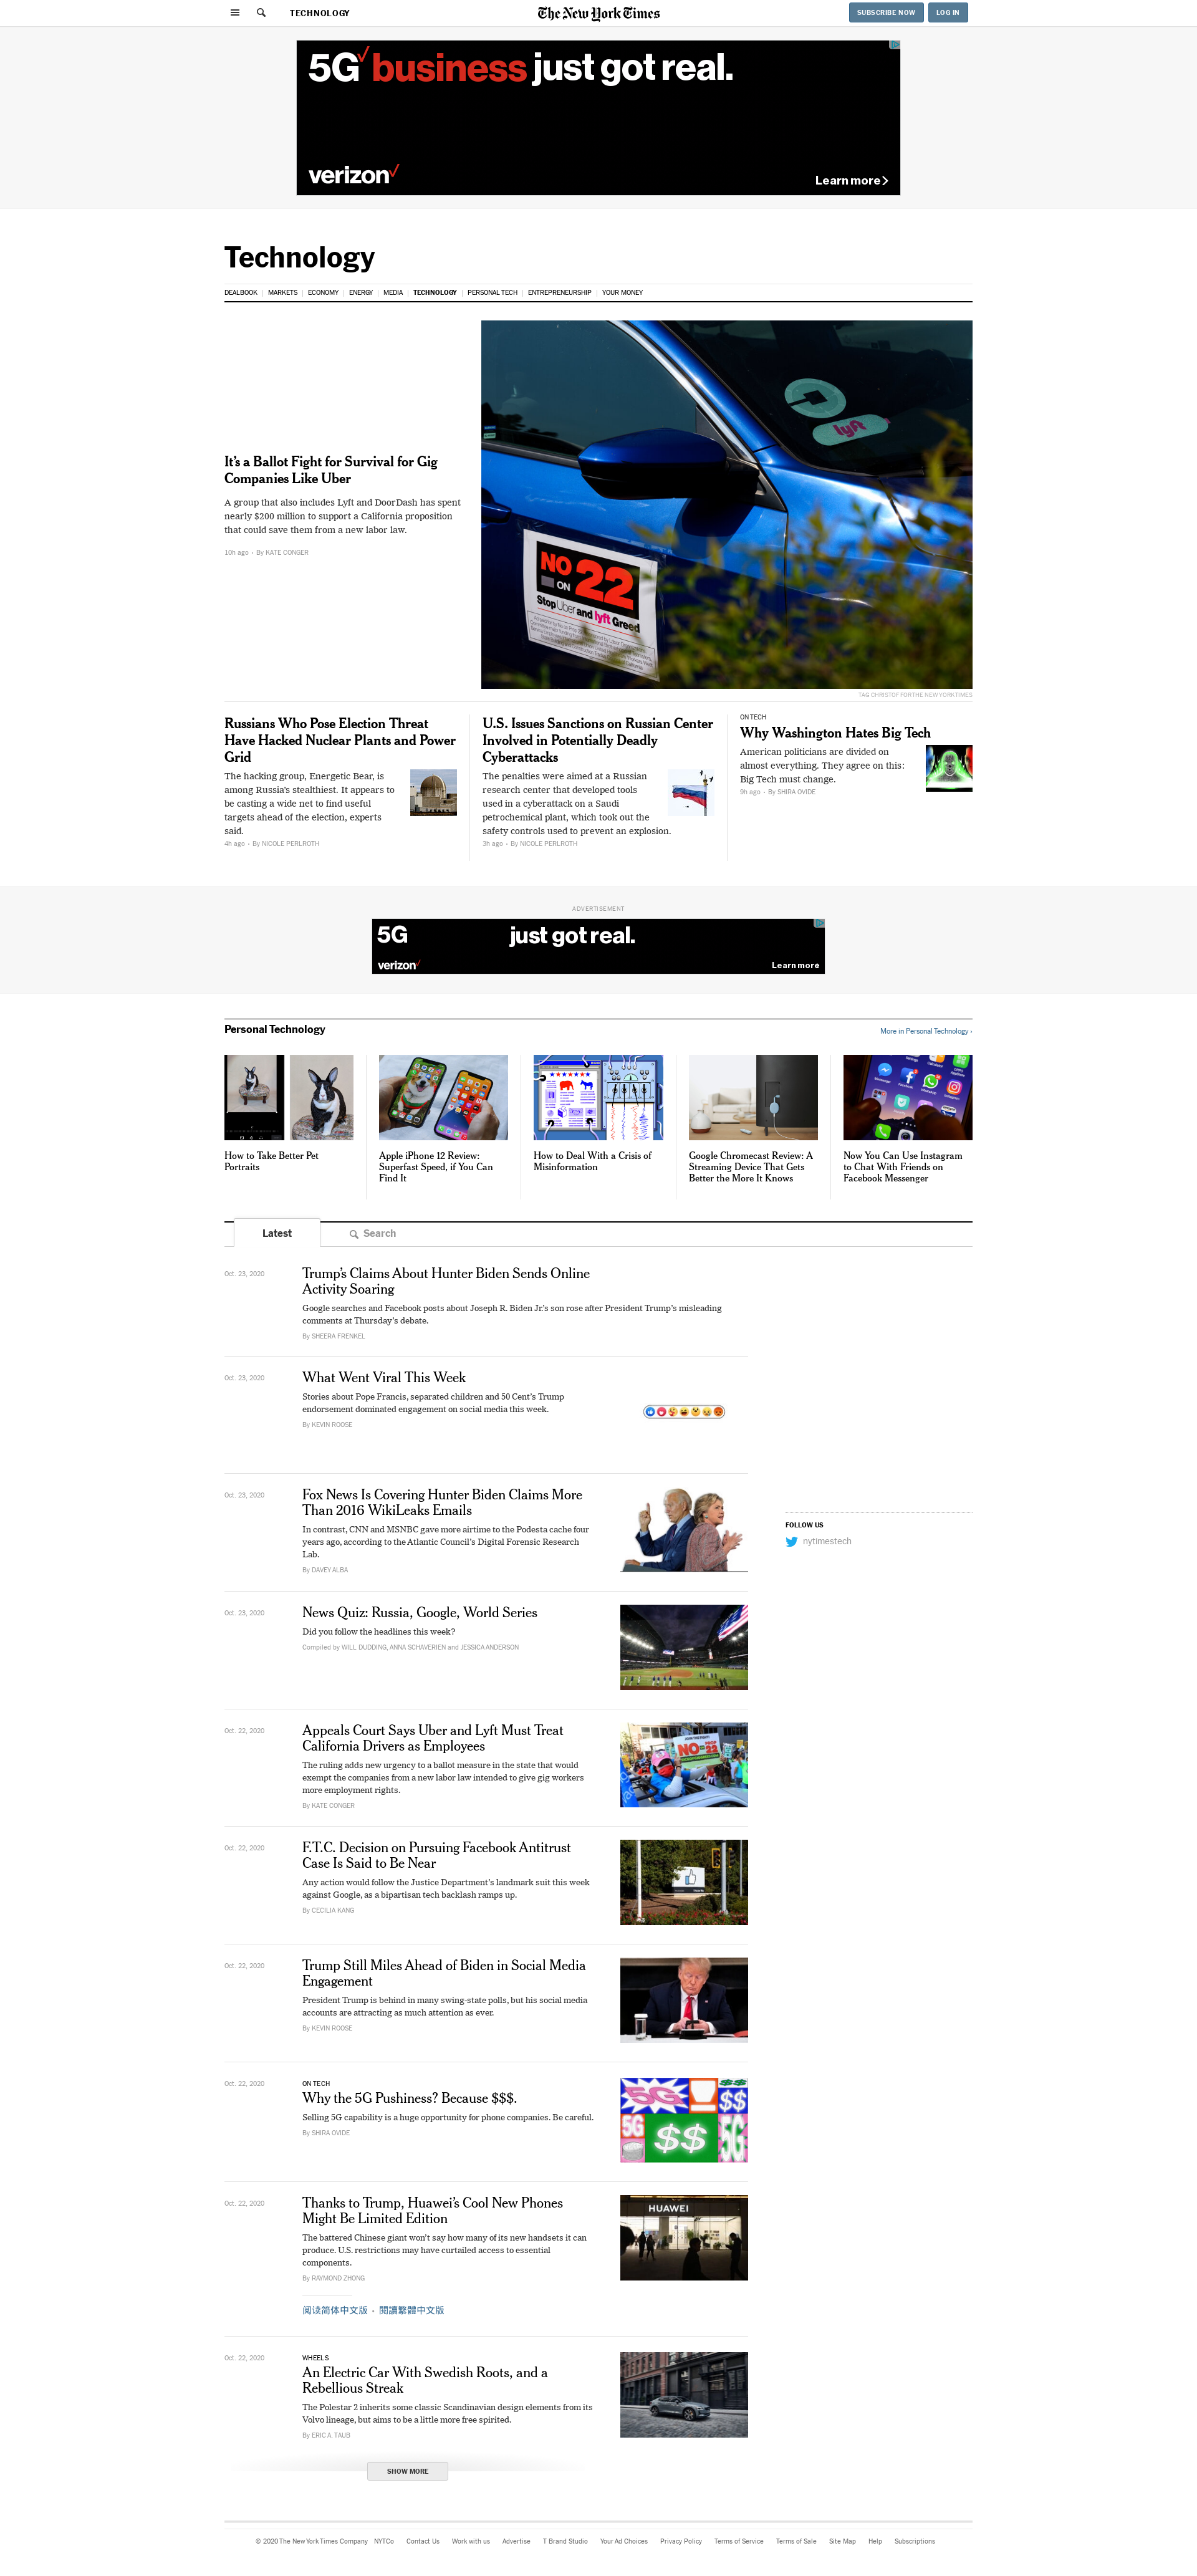 TECHNOLOGY
The New York Times
SUBSCRIBE NOW
LOG IN
5G business just got real.
verizon
Learn more
Technology
DEALBOOK
MARKETS
ECONOMY
ENERGY
MEDIA
TECHNOLOGY
PERSONAL TECH
ENTREPRENEURSHIP
YOUR MONEY
It's a Ballot Fight for Survival for Gig
Companies Like Uber
A group that also includes Lyft and DoorDash has spent
nearly $200 million to support a California proposition
that could save them from a new labor law.
10h ago · By KATE CONGER
lyft
NO
ON
22
Stop Uber and lyft Greed
TAG CHRISTOF FOR THE NEW YORK TIMES
Russians Who Pose Election Threat
Have Hacked Nuclear Plants and Power
Grid
The hacking group, Energetic Bear, is
among Russia's stealthiest. It appears to
be casting a wide net to find useful
targets ahead of the election, experts
said.
4h ago · By NICOLE PERLROTH
U.S. Issues Sanctions on Russian Center
Involved in Potentially Deadly
Cyberattacks
The penalties were aimed at a Russian
research center that developed tools
used in a cyberattack on a Saudi
petrochemical plant, which took out the
safety controls used to prevent an explosion.
3h ago · By NICOLE PERLROTH
ON TECH
Why Washington Hates Big Tech
American politicians are divided on
almost everything. They agree on this:
Big Tech must change.
9h ago · By SHIRA OVIDE
ADVERTISEMENT
5G just got real.
verizon
Learn more
Personal Technology
More in Personal Technology ›
How to Take Better Pet
Portraits
Apple iPhone 12 Review:
Superfast Speed, if You Can
Find It
How to Deal With a Crisis of
Misinformation
Google Chromecast Review: A
Streaming Device That Gets
Better the More It Knows
Now You Can Use Instagram
to Chat With Friends on
Facebook Messenger
Latest
Search
Oct. 23, 2020
Trump's Claims About Hunter Biden Sends Online
Activity Soaring
Google searches and Facebook posts about Joseph R. Biden Jr.'s son rose after President Trump's misleading
comments at Thursday's debate.
By SHEERA FRENKEL
Oct. 23, 2020
What Went Viral This Week
Stories about Pope Francis, separated children and 50 Cent's Trump
endorsement dominated engagement on social media this week.
By KEVIN ROOSE
Oct. 23, 2020
Fox News Is Covering Hunter Biden Claims More
Than 2016 WikiLeaks Emails
In contrast, CNN and MSNBC gave more airtime to the Podesta cache four
years ago, according to the Atlantic Council's Digital Forensic Research
Lab.
By DAVEY ALBA
FOLLOW US
nytimestech
Oct. 23, 2020
News Quiz: Russia, Google, World Series
Did you follow the headlines this week?
Compiled by WILL DUDDING, ANNA SCHAVERIEN and JESSICA ANDERSON
Oct. 22, 2020
Appeals Court Says Uber and Lyft Must Treat
California Drivers as Employees
The ruling adds new urgency to a ballot measure in the state that would
exempt the companies from a new labor law intended to give gig workers
more employment rights.
By KATE CONGER
NO 22
Oct. 22, 2020
F.T.C. Decision on Pursuing Facebook Antitrust
Case Is Said to Be Near
Any action would follow the Justice Department's landmark suit this week
against Google, as a bipartisan tech backlash ramps up.
By CECILIA KANG
Oct. 22, 2020
Trump Still Miles Ahead of Biden in Social Media
Engagement
President Trump is behind in many swing-state polls, but his social media
accounts are attracting as much attention as ever.
By KEVIN ROOSE
Oct. 22, 2020
ON TECH
Why the 5G Pushiness? Because $$$.
Selling 5G capability is a huge opportunity for phone companies. Be careful.
By SHIRA OVIDE
5G
$$
5G
$$
5G
Oct. 22, 2020
Thanks to Trump, Huawei's Cool New Phones
Might Be Limited Edition
The battered Chinese giant won't say how many of its new handsets it can
produce. U.S. restrictions may have curtailed access to essential
components.
By RAYMOND ZHONG
HUAWEI
阅读简体中文版 · 閱讀繁體中文版
Oct. 22, 2020
WHEELS
An Electric Car With Swedish Roots, and a
Rebellious Streak
The Polestar 2 inherits some classic Scandinavian design elements from its
Volvo lineage, but aims to be a little more free spirited.
By ERIC A. TAUB
SHOW MORE
© 2020 The New York Times Company NYTCo Contact Us Work with us Advertise T Brand Studio Your Ad Choices Privacy Policy Terms of Service Terms of Sale Site Map Help Subscriptions